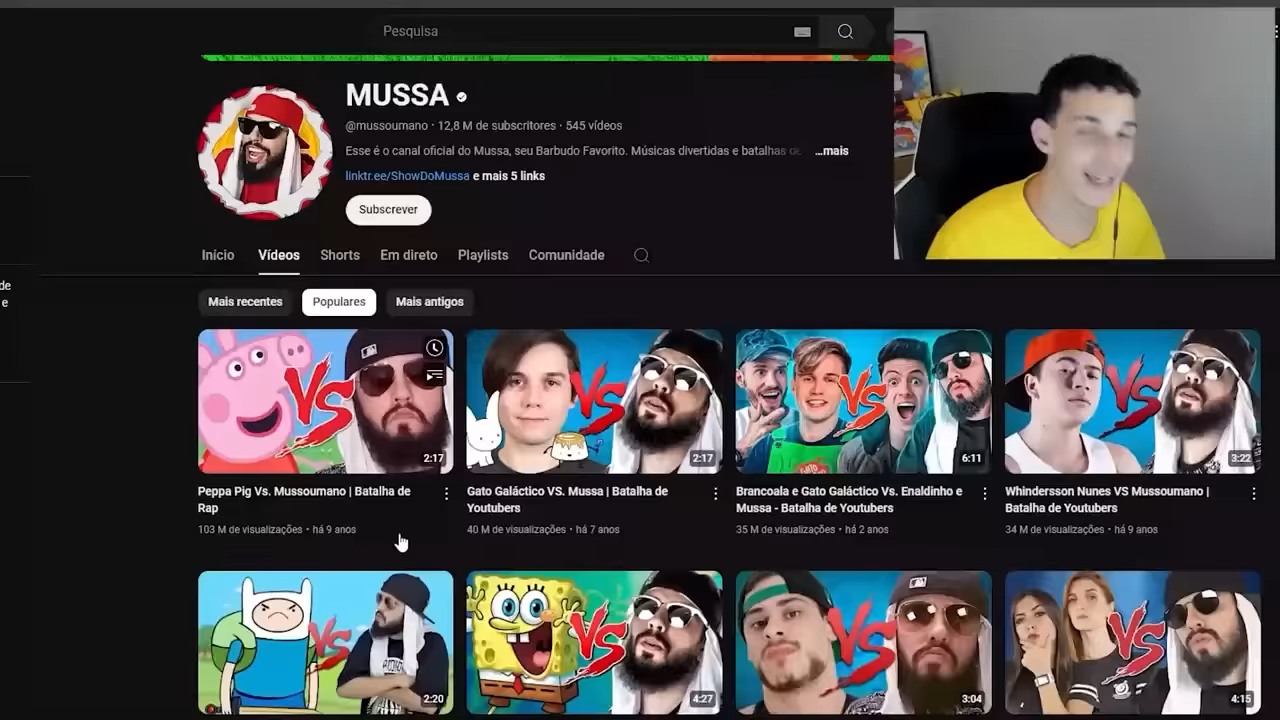 Pesquisa
MUSSA
@mussoumano · 12,8 M de subscritores · 545 vídeos
Esse é o canal oficial do Mussa, seu Barbudo Favorito. Músicas divertidas e batalhas de ...mais
linktr.ee/ShowDoMussa e mais 5 links
Subscrever
Início Vídeos Shorts Em direto Playlists Comunidade
de
e
Mais recentes Populares Mais antigos
VS 2:17
VS 2:17
VS 6:11
VS 3:22
Peppa Pig Vs. Mussoumano | Batalha de
Rap
103 M de visualizações · há 9 anos
Gato Galáctico VS. Mussa | Batalha de
Youtubers
40 M de visualizações · há 7 anos
Brancoala e Gato Galáctico Vs. Enaldinho e
Mussa - Batalha de Youtubers
35 M de visualizações · há 2 anos
Whindersson Nunes VS Mussoumano |
Batalha de Youtubers
34 M de visualizações · há 9 anos
VS 2:20
VS 4:27
VS 3:04
VS 4:15